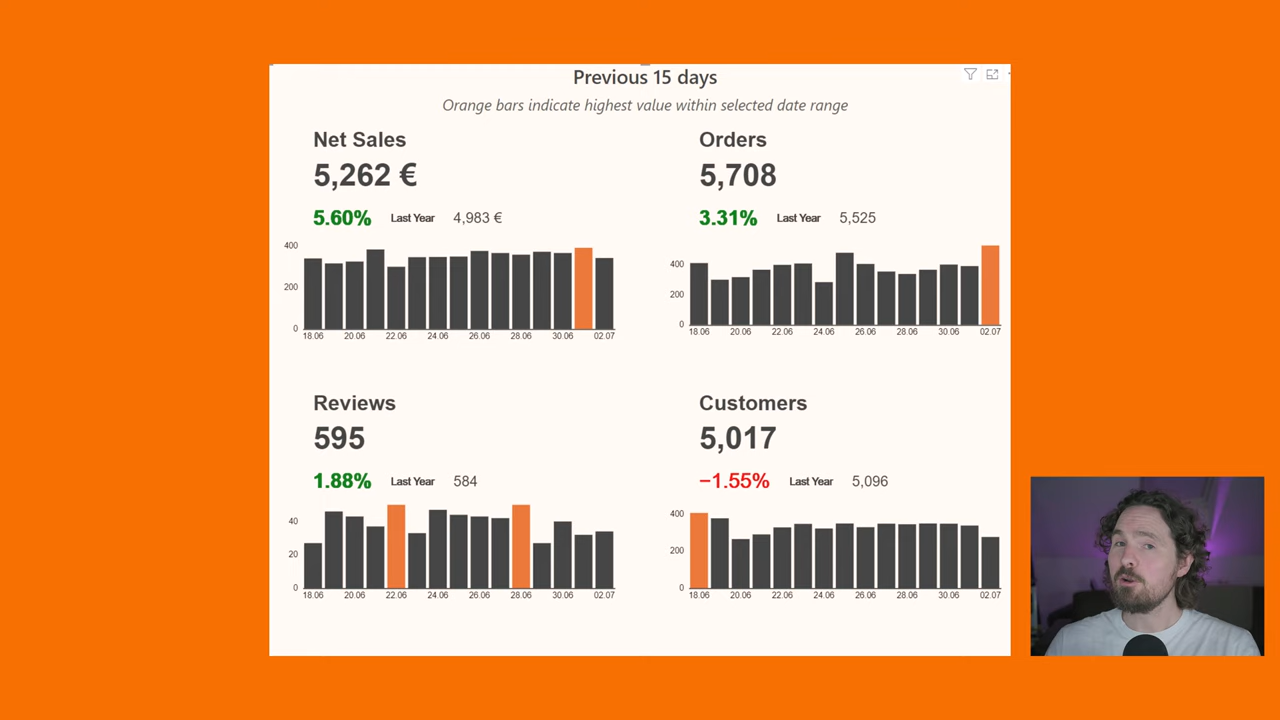 Previous 15 days
Orange bars indicate highest value within selected date range
Net Sales
5,262 €
5.60% Last Year 4,983 €
400
200
0
18.06 20.06 22.06 24.06 26.06 28.06 30.06 02.07
Orders
5,708
3.31% Last Year 5,525
400
200
0
18.06 20.06 22.06 24.06 26.06 28.06 30.06 02.07
Reviews
595
1.88% Last Year 584
40
20
0
18.06 20.06 22.06 24.06 26.06 28.06 30.06 02.07
Customers
5,017
−1.55% Last Year 5,096
400
200
0
18.06 20.06 22.06 24.06 26.06 28.06 30.06 02.07